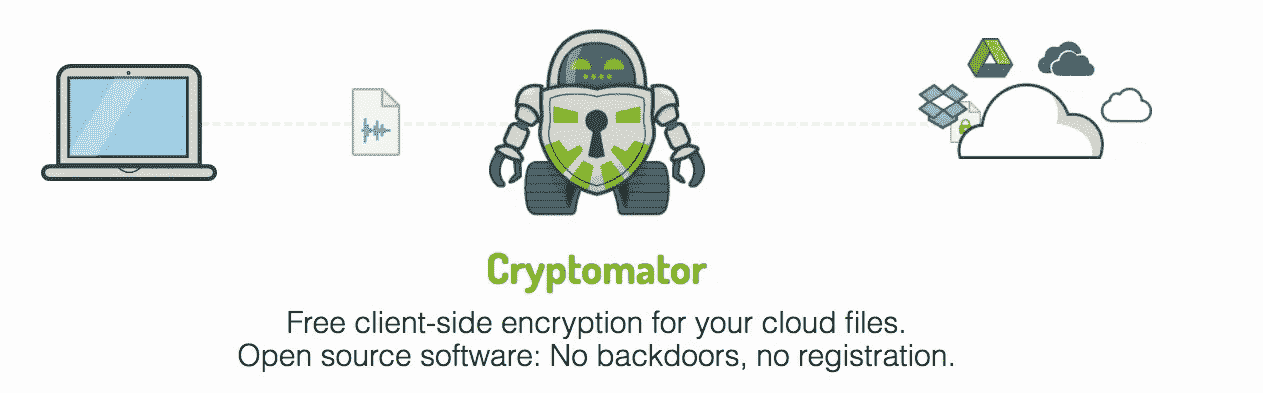 Cryptomator
Free client-side encryption for your cloud files.
Open source software: No backdoors, no registration.